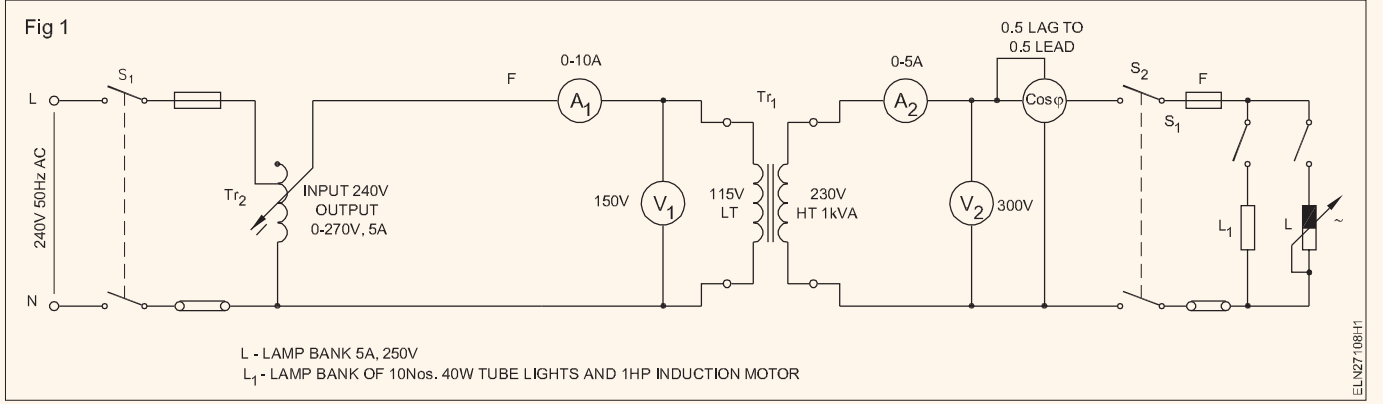 Fig 1
0.5 LAG TO
0.5 LEAD
0-10A
0-5A
S1
F
S2
F
L
A1
Tr1
A2
Cosφ
S1
240V 50Hz AC
Tr2
INPUT 240V
OUTPUT
0-270V, 5A
150V
V1
115V
LT
230V
HT 1kVA
V2
300V
L1
L
~
N
L - LAMP BANK 5A, 250V
L1 - LAMP BANK OF 10Nos. 40W TUBE LIGHTS AND 1HP INDUCTION MOTOR
ELN27108H1